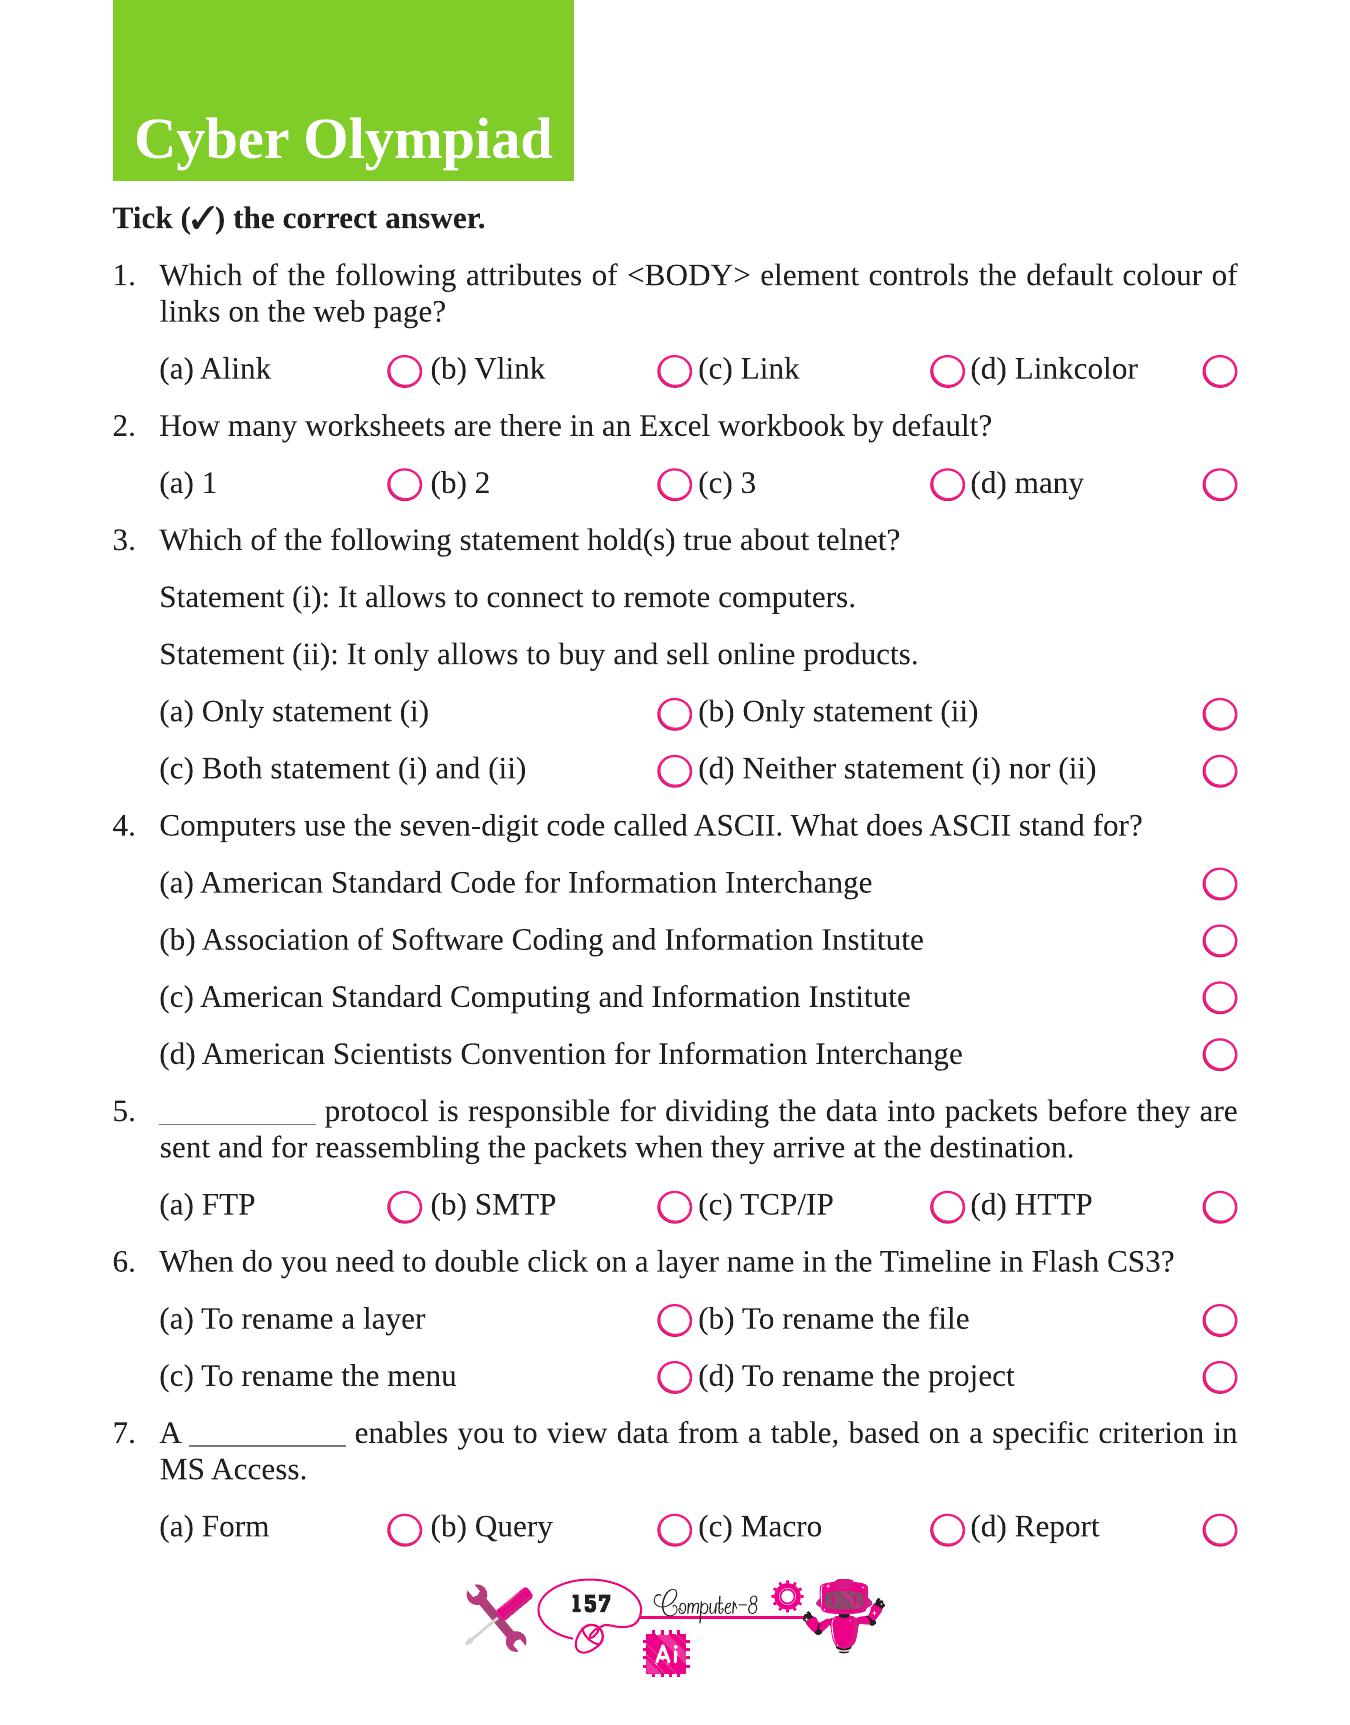 Cyber Olympiad
Tick (✓) the correct answer.
1. Which of the following attributes of <BODY> element controls the default colour of
links on the web page?
(a) Alink (b) Vlink (c) Link (d) Linkcolor
2. How many worksheets are there in an Excel workbook by default?
(a) 1 (b) 2 (c) 3 (d) many
3. Which of the following statement hold(s) true about telnet?
Statement (i): It allows to connect to remote computers.
Statement (ii): It only allows to buy and sell online products.
(a) Only statement (i) (b) Only statement (ii)
(c) Both statement (i) and (ii) (d) Neither statement (i) nor (ii)
4. Computers use the seven-digit code called ASCII. What does ASCII stand for?
(a) American Standard Code for Information Interchange
(b) Association of Software Coding and Information Institute
(c) American Standard Computing and Information Institute
(d) American Scientists Convention for Information Interchange
5. __________ protocol is responsible for dividing the data into packets before they are
sent and for reassembling the packets when they arrive at the destination.
(a) FTP (b) SMTP (c) TCP/IP (d) HTTP
6. When do you need to double click on a layer name in the Timeline in Flash CS3?
(a) To rename a layer (b) To rename the file
(c) To rename the menu (d) To rename the project
7. A __________ enables you to view data from a table, based on a specific criterion in
MS Access.
(a) Form (b) Query (c) Macro (d) Report
157 Computer-8
Ai